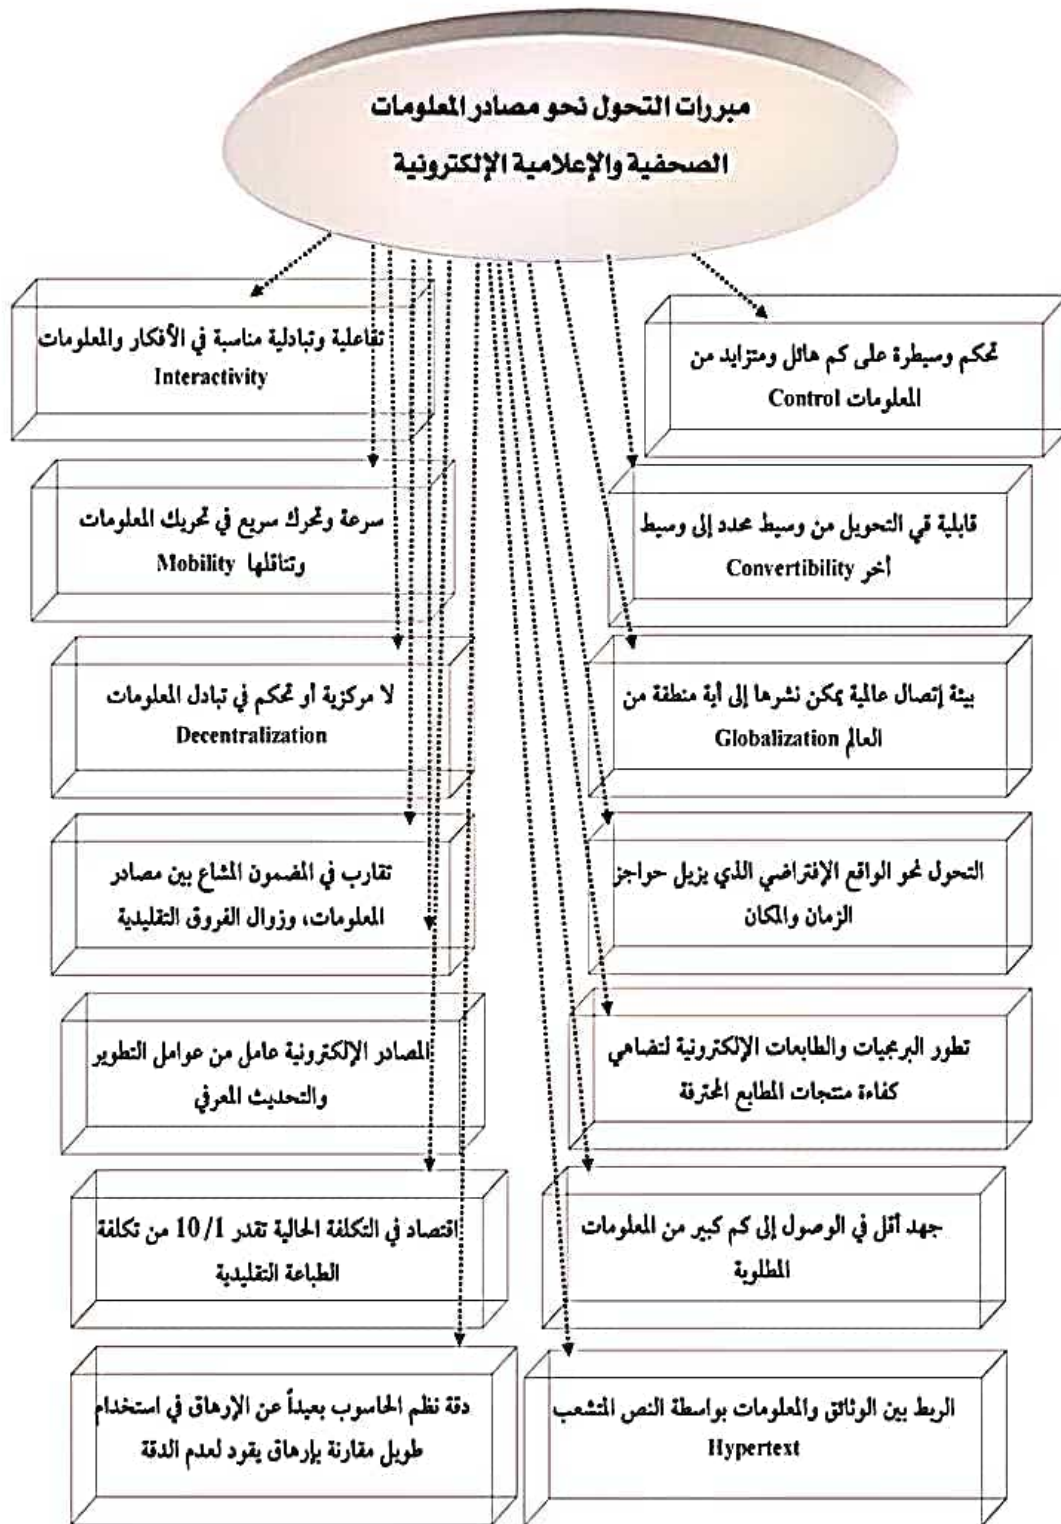 مبررات التحول نحو مصادر المعلومات
الصحفية والإعلامية الإلكترونية
تحكم وسيطرة على كم هائل ومتزايد من
المعلومات Control
تفاعلية وتبادلية مناسبة في الأفكار والمعلومات
Interactivity
قابلية في التحويل من وسيط محدد إلى وسيط
أخر Convertibility
سرعة وتحرك سريع في تحريك المعلومات
وتناقلها Mobility
بيئة إتصال عالمية يمكن نشرها إلى أية منطقة من
العالم Globalization
لا مركزية أو تحكم في تبادل المعلومات
Decentralization
التحول نحو الواقع الإفتراضي الذي يزيل حواجز
الزمان والمكان
تقارب في المضمون المشاع بين مصادر
المعلومات، وزوال الفروق التقليدية
تطور البرمجيات والطابعات الإلكترونية لتضاهي
كفاءة منتجات المطابع المحترفة
المصادر الإلكترونية عامل من عوامل التطوير
والتحديث المعرفي
جهد أقل في الوصول إلى كم كبير من المعلومات
المطلوبة
اقتصاد في التكلفة الحالية تقدر 1/ 10 من تكلفة
الطباعة التقليدية
الربط بين الوثائق والمعلومات بواسطة النص المتشعب
Hypertext
دقة نظم الحاسوب بعيداً عن الإرهاق في استخدام
طويل مقارنة بإرهاق يقود لعدم الدقة